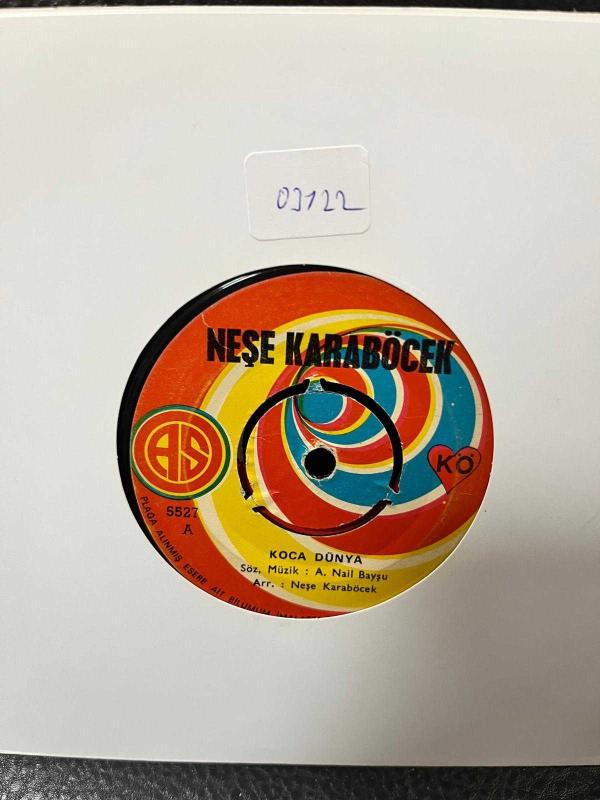 03122
NEŞE KARABÖCEK
AS
KÖ
5527
A
KOCA DÜNYA
Söz, Müzik : A. Nail Bayşu
Arr. : Neşe Karaböcek
PLAĞA ALINMIŞ ESERE AİT BİLUMUM